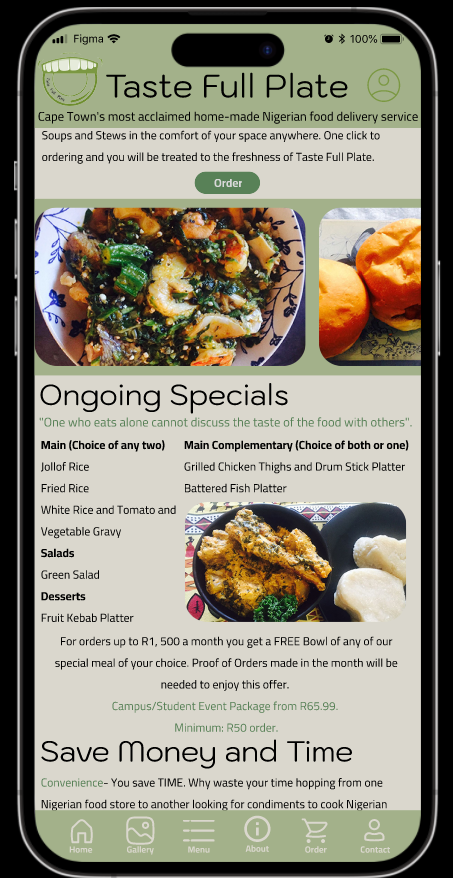 Figma
100%
Taste Full Plate
Cape Town's most acclaimed home-made Nigerian food delivery service
Soups and Stews in the comfort of your space anywhere. One click to
ordering and you will be treated to the freshness of Taste Full Plate.
Order
Ongoing Specials
"One who eats alone cannot discuss the taste of the food with others".
Main (Choice of any two)
Jollof Rice
Fried Rice
White Rice and Tomato and
Vegetable Gravy
Salads
Green Salad
Desserts
Fruit Kebab Platter
Main Complementary (Choice of both or one)
Grilled Chicken Thighs and Drum Stick Platter
Battered Fish Platter
For orders up to R1, 500 a month you get a FREE Bowl of any of our
special meal of your choice. Proof of Orders made in the month will be
needed to enjoy this offer.
Campus/Student Event Package from R65.99.
Minimum: R50 order.
Save Money and Time
Convenience- You save TIME. Why waste your time hopping from one
Nigerian food store to another looking for condiments to cook Nigerian
Home
Gallery
Menu
About
Order
Contact